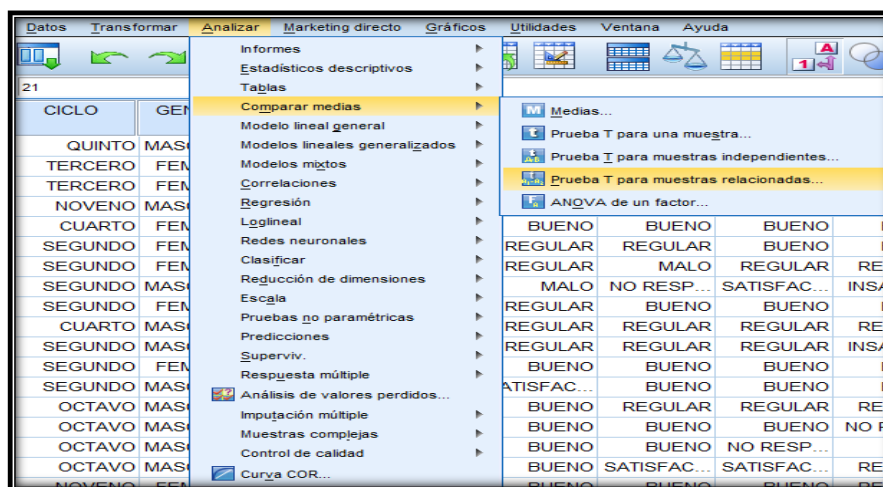 Datos Transformar Analizar Marketing directo Gráficos Utilidades Ventana Ayuda
21
CICLO
QUINTO
TERCERO
TERCERO
NOVENO
CUARTO
SEGUNDO
SEGUNDO
SEGUNDO
SEGUNDO
CUARTO
SEGUNDO
SEGUNDO
SEGUNDO
OCTAVO
OCTAVO
OCTAVO
OCTAVO
Informes
Estadísticos descriptivos
Tablas
Comparar medias
Modelo lineal general
Modelos lineales generalizados
Modelos mixtos
Correlaciones
Regresión
Loglineal
Redes neuronales
Clasificar
Reducción de dimensiones
Escala
Pruebas no paramétricas
Predicciones
Superviv.
Respuesta múltiple
Análisis de valores perdidos...
Imputación múltiple
Muestras complejas
Control de calidad
Curva COR...
Medias...
Prueba T para una muestra...
Prueba T para muestras independientes...
Prueba T para muestras relacionadas...
ANOVA de un factor...
BUENO BUENO BUENO
REGULAR REGULAR BUENO
REGULAR MALO REGULAR
MALO NO RESP... SATISFAC...
REGULAR BUENO BUENO
REGULAR REGULAR REGULAR
REGULAR REGULAR REGULAR
BUENO BUENO BUENO
BUENO BUENO
BUENO REGULAR REGULAR
BUENO BUENO BUENO
BUENO BUENO NO RESP...
BUENO SATISFAC... SATISFAC...